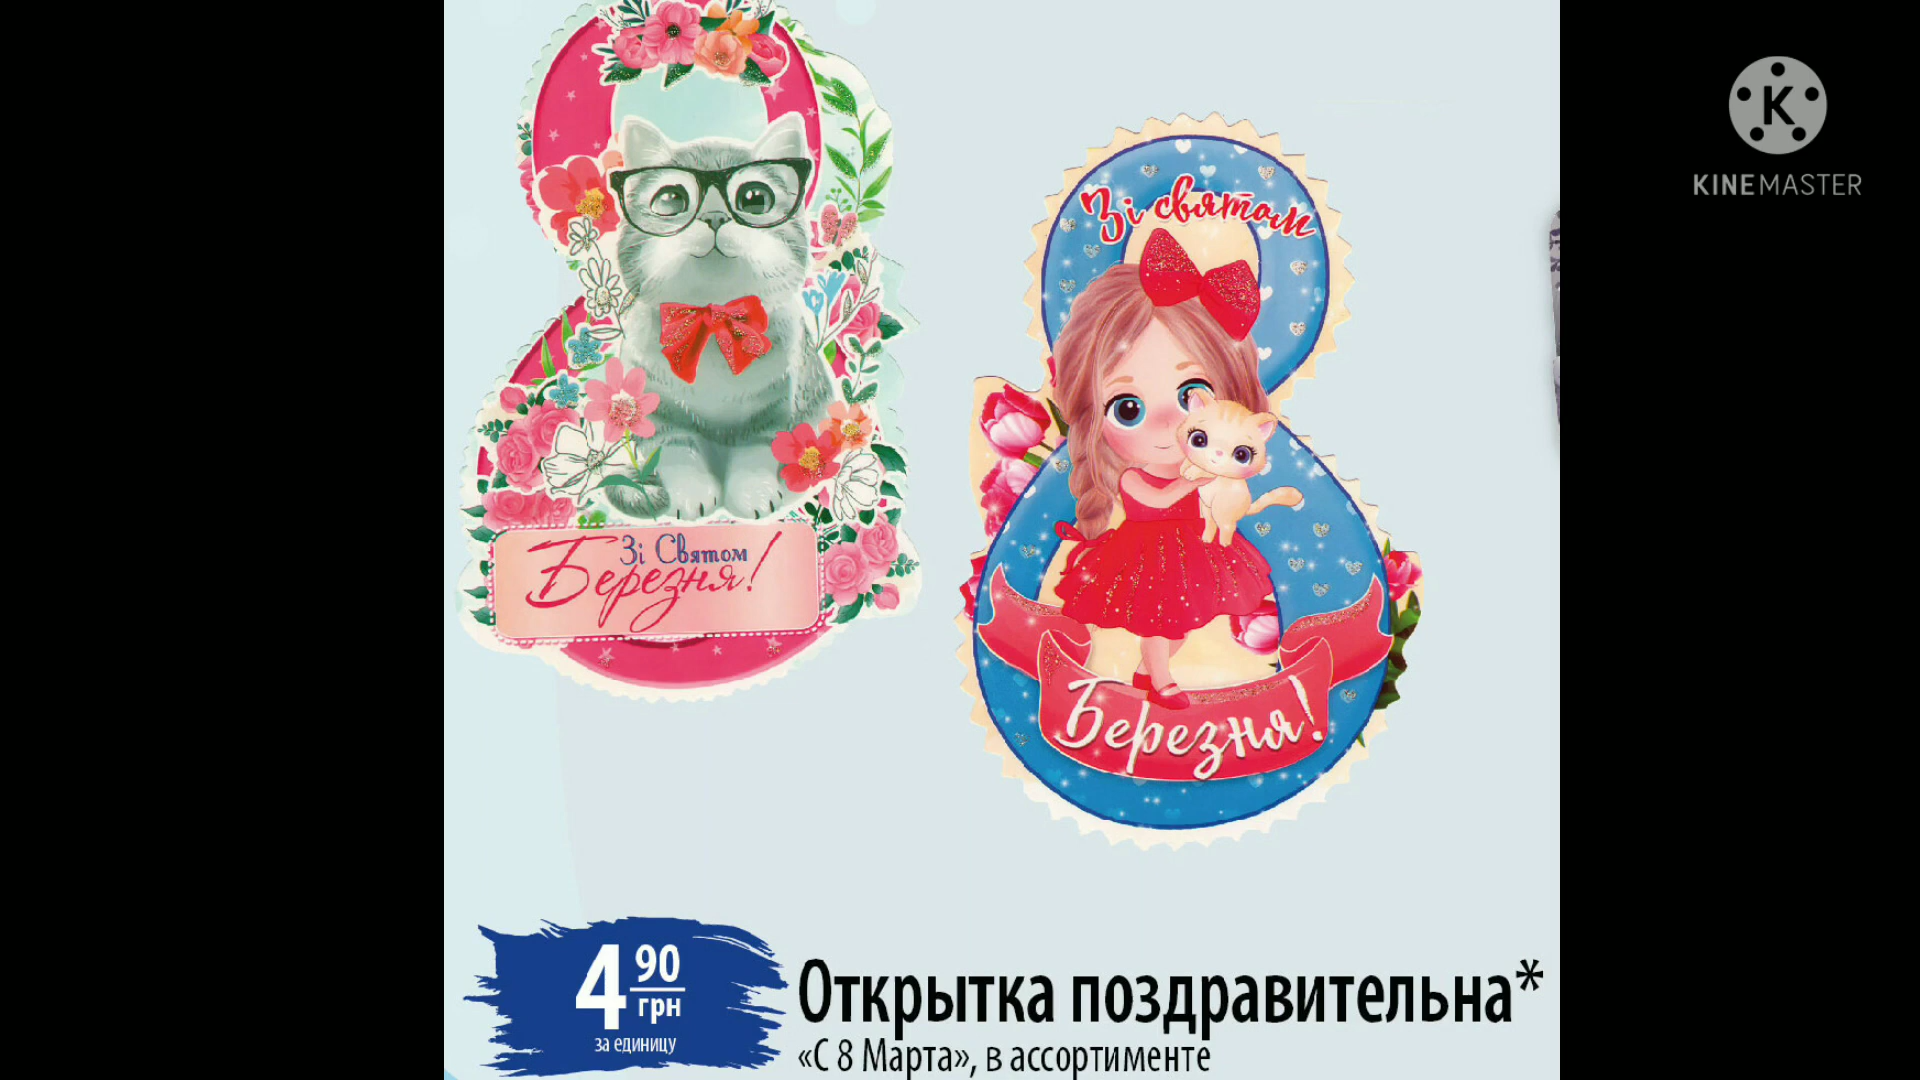 K
KINEMASTER
Зі святом
Березня!
Зі Святом
Березня!
4 90
грн
за единицу
Открытка поздравительна*
«С 8 Марта», в ассортименте